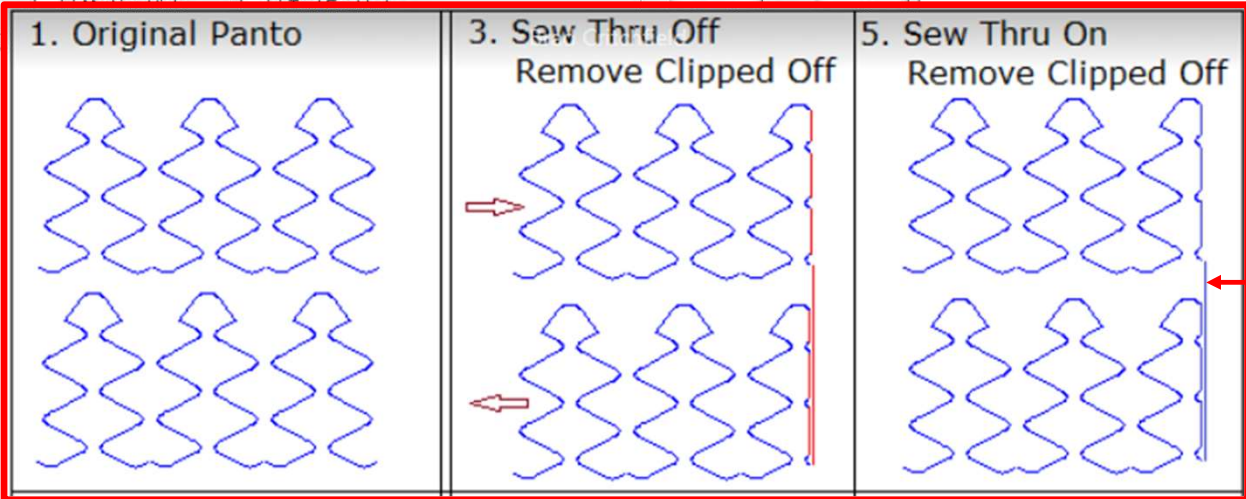 1. Original Panto
3. Sew Thru Off
Remove Clipped Off
5. Sew Thru On
Remove Clipped Off